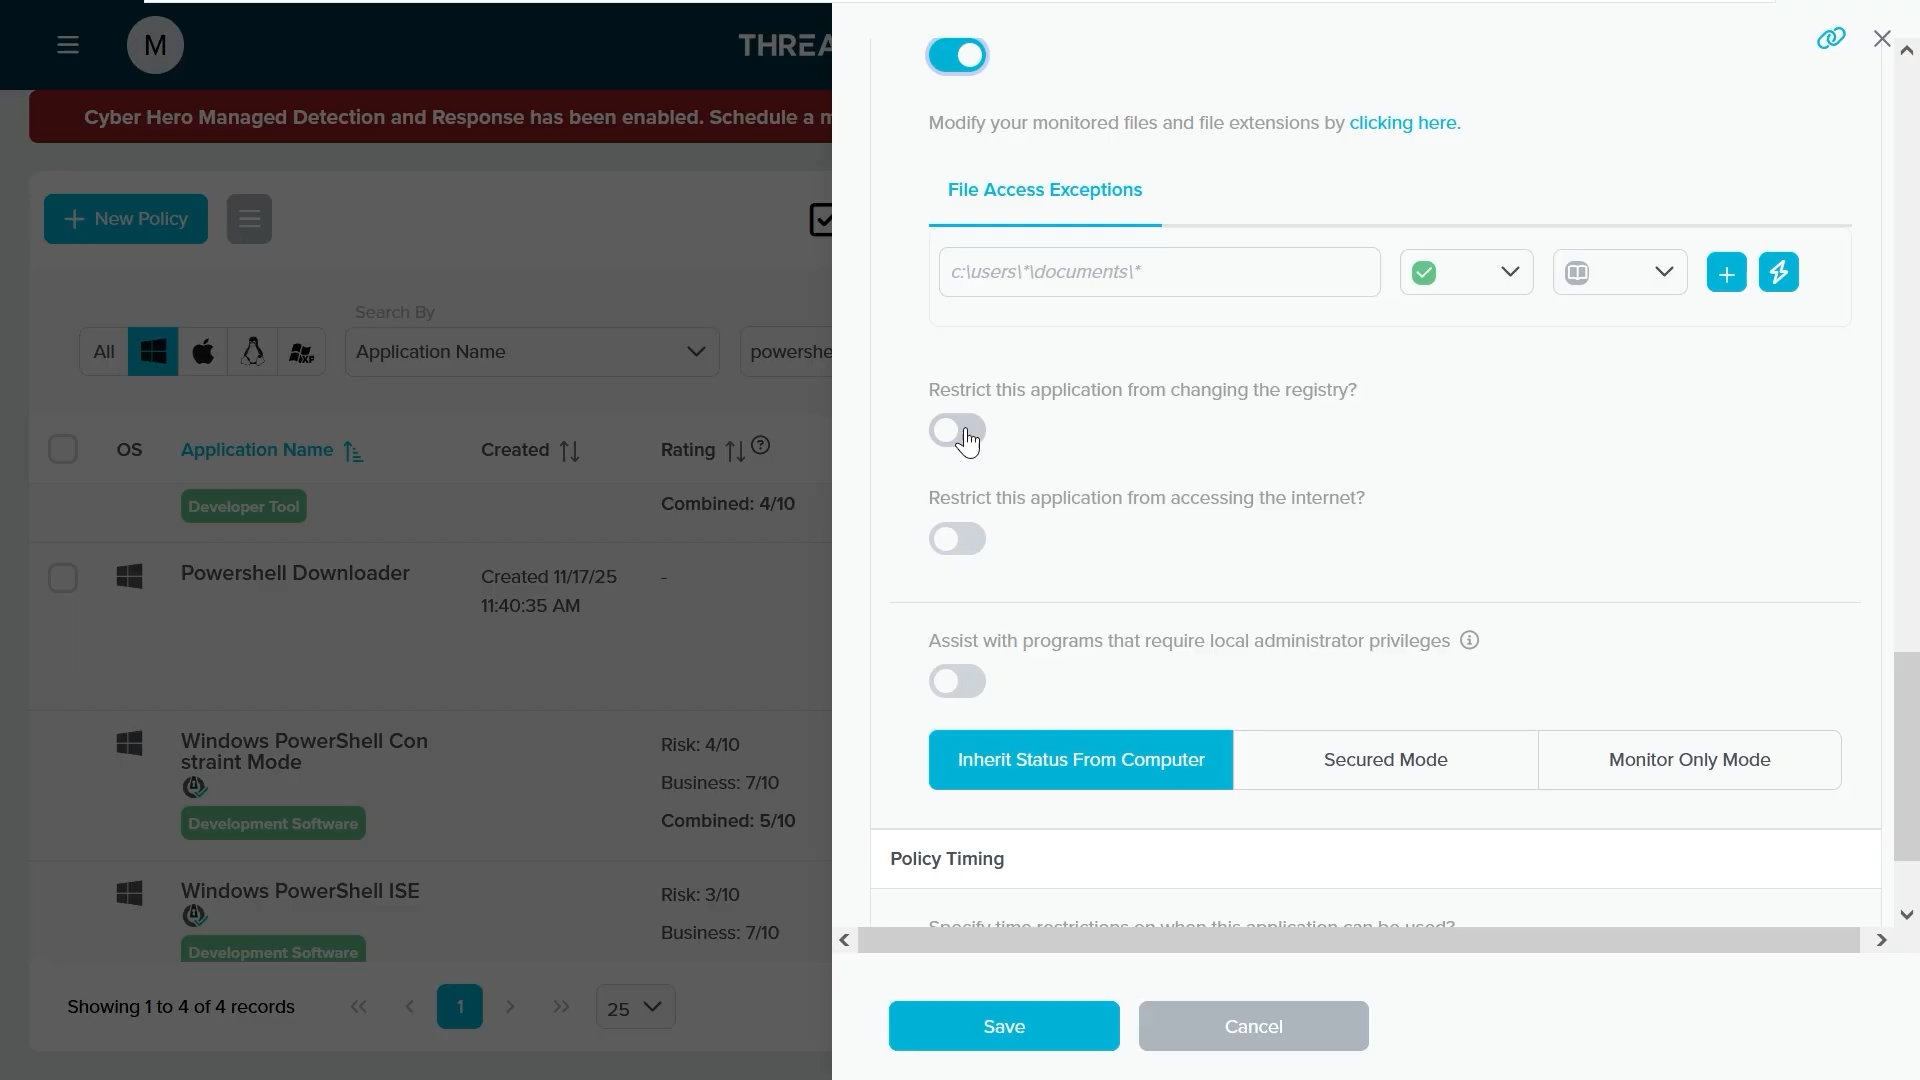 M
THREA
Cyber Hero Managed Detection and Response has been enabled. Schedule a m
New Policy
Search By
All
XP
Application Name
powershe
OS
Application Name
Created
Rating
?
Developer Tool
Combined: 4/10
Powershell Downloader
Created 11/17/25
11:40:35 AM
-
Windows PowerShell Con
straint Mode
Development Software
Risk: 4/10
Business: 7/10
Combined: 5/10
Windows PowerShell ISE
Development Software
Risk: 3/10
Business: 7/10
Showing 1 to 4 of 4 records
1
25
Modify your monitored files and file extensions by clicking here.
File Access Exceptions
c:\users\*\documents\*
Restrict this application from changing the registry?
Restrict this application from accessing the internet?
Assist with programs that require local administrator privileges
Inherit Status From Computer
Secured Mode
Monitor Only Mode
Policy Timing
Specify time restrictions on when this application can be used?
Save
Cancel